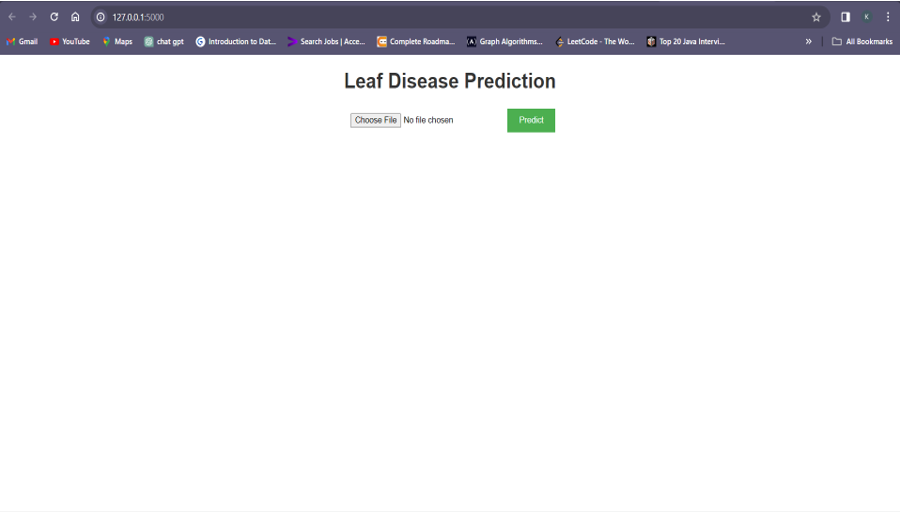 127.0.0.1:5000
Gmail YouTube Maps chat gpt Introduction to Dat... Search Jobs | Acce... Complete Roadma... Graph Algorithms... LeetCode - The Wo... Top 20 Java Intervi... » All Bookmarks
Leaf Disease Prediction
Choose File No file chosen Predict